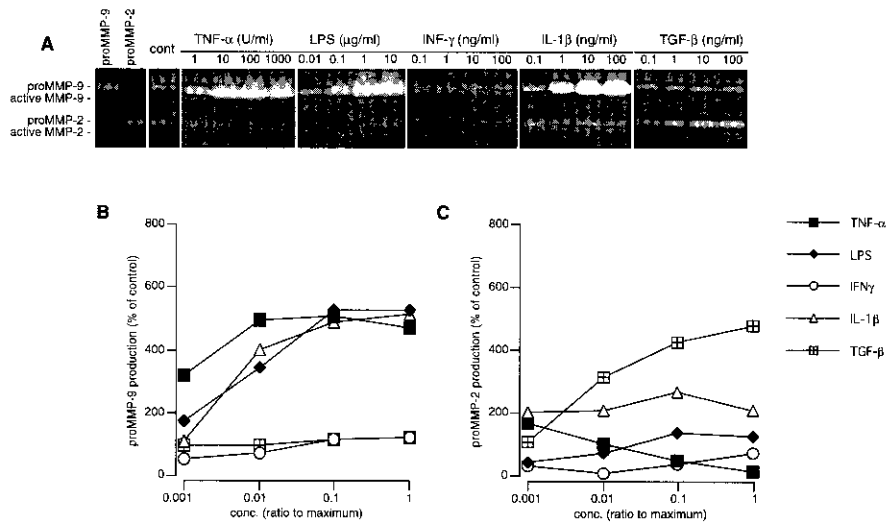 A
proMMP-9
proMMP-2
cont
TNF-α (U/ml)
LPS (μg/ml)
INF-γ (ng/ml)
IL-1β (ng/ml)
TGF-β (ng/ml)
1 10 100 1000
0.01 0.1 1 10
0.1 1 10 100
0.1 1 10 100
0.1 1 10 100
proMMP-9 -
active MMP-9 -
proMMP-2 -
active MMP-2 -
B
800
600
400
200
0
proMMP-9 production (% of control)
0.001 0.01 0.1 1
conc. (ratio to maximum)
C
800
600
400
200
0
proMMP-2 production (% of control)
0.001 0.01 0.1 1
conc. (ratio to maximum)
TNF-α
LPS
IFNγ
IL-1β
TGF-β